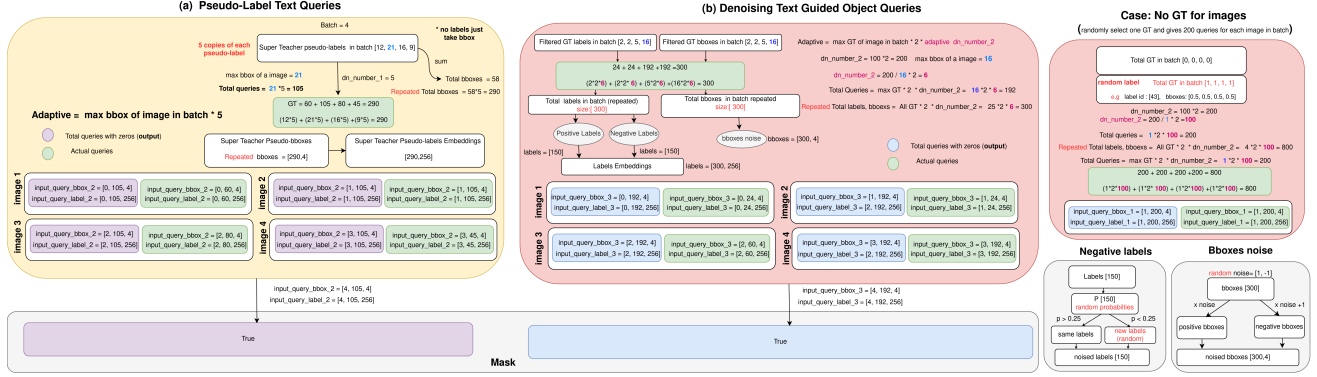 (a) Pseudo-Label Text Queries
Batch = 4
5 copies of each
pseudo-label
Super Teacher pseudo-labels in batch [12, 21, 16, 9]
* no labels just
take bbox
sum
max bbox of a image = 21
dn_number_1 = 5
Total bboxes = 58
Total queries = 21 *5 = 105
Repeated Total bboxes = 58*5 = 290
GT = 60 + 105 + 80 + 45 = 290
(12*5) + (21*5) + (16*5) +(9*5) = 290
Adaptive = max bbox of image in batch * 5
Total queries with zeros (output)
Actual queries
Super Teacher Pseudo-bboxes
Repeated bboxes = [290,4]
Super Teacher Pseudo-labels Embeddings
[290,256]
image 1
input_query_bbox_2 = [0, 105, 4]
input_query_label_2 = [0, 105, 256]
input_query_bbox_2 = [0, 60, 4]
input_query_label_2 = [0, 60, 256]
image 2
input_query_bbox_2 = [1, 105, 4]
input_query_label_2 = [1, 105, 256]
input_query_bbox_2 = [1, 105, 4]
input_query_label_2 = [1, 105, 256]
image 3
input_query_bbox_2 = [2, 105, 4]
input_query_label_2 = [2, 105, 256]
input_query_bbox_2 = [2, 80, 4]
input_query_label_2 = [2, 80, 256]
image 4
input_query_bbox_2 = [3, 105, 4]
input_query_label_2 = [3, 105, 256]
input_query_bbox_2 = [3, 45, 4]
input_query_label_2 = [3, 45, 256]
input_query_bbox_2 = [4, 105, 4]
input_query_label_2 = [4, 105, 256]
True
Mask
(b) Denoising Text Guided Object Queries
Filtered GT labels in batch [2, 2, 5, 16]
Filtered GT bboxes in batch [2, 2, 5, 16]
24 + 24 + 192 +192 =300
(2*2*6) + (2*2* 6) + (5*2*6) +(16*2*6 = 300
Adaptive = max GT of image in batch * 2 * adaptive dn_number_2
dn_number_2 = 100 *2 = 200 max bbox of a image = 16
dn_number_2 = 200 / 16 * 2 = 6
Total Queries = max GT * 2 * dn_number_2 = 16 *2 * 6 = 192
Repeated Total labels, bboexs = All GT * 2 * dn_number_2 = 25 *2 * 6 = 300
Total labels in batch (repeated)
size:[ 300]
Total bboxes in batch repeated
size:[ 300]
Positive Labels
Negative Labels
bboxes noise
bboxes = [300, 4]
labels = [150]
labels = [150]
Labels Embeddings
labels = [300, 256]
Total queries with zeros (output)
Actual queries
image 1
input_query_bbox_3 = [0, 192, 4]
input_query_label_3 = [0, 192, 256]
input_query_bbox_3 = [0, 24, 4]
input_query_label_3 = [0, 24, 256]
image 2
input_query_bbox_3 = [1, 192, 4]
input_query_label_3 = [2, 192, 256]
input_query_bbox_3 = [1, 24, 4]
input_query_label_3 = [1, 24, 256]
image 3
input_query_bbox_3 = [2, 192, 4]
input_query_label_3 = [2, 192, 256]
input_query_bbox_3 = [2, 60, 4]
input_query_label_3 = [2, 60, 256]
image 4
input_query_bbox_3 = [3, 192, 4]
input_query_label_3 = [2, 192, 256]
input_query_bbox_3 = [3, 192, 4]
input_query_label_3 = [3, 192, 256]
input_query_bbox_3 = [4, 192, 4]
input_query_label_3 = [4, 192, 256]
True
Case: No GT for images
(randomly select one GT and gives 200 queries for each image in batch)
Total GT in batch [0, 0, 0, 0]
random label Total GT in batch [1, 1, 1, 1]
e.g label id : [43], bboxes: [0.5, 0.5, 0.5, 0.5]
dn_number_2 = 100 *2 = 200
dn_number_2 = 200 / 1 * 2 =100
Total queries = 1 *2 * 100 = 200
Repeated Total labels, bboexs = All GT * 2 * dn_number_2 = 4 *2 * 100 = 800
Total Queries = max GT * 2 * dn_number_2 = 1 *2 * 100 = 200
200 + 200 + 200 +200 = 800
(1*2*100) + (1*2* 100) + (1*2*100) +(1*2*100) = 800
input_query_bbox_1 = [1, 200, 4]
input_query_label_1 = [1, 200, 256]
input_query_bbox_1 = [1, 200, 4]
input_query_label_1 = [1, 200, 256]
Negative labels
Labels [150]
P [150]
random probabilties
p > 0.25
p < 0.25
same labels
new labels
(random)
noised labels [150]
Bboxes noise
random noise= [1, -1]
bboxes [300]
x noise
x noise +1
positive bboxes
negative bboxes
noised bboxes [300,4]